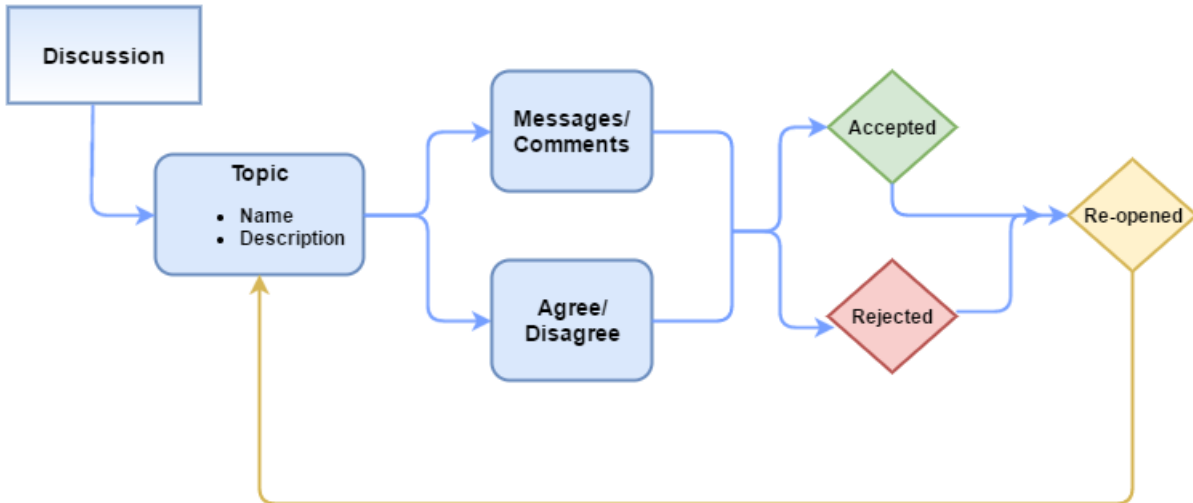 Discussion
Topic
• Name
• Description
Messages/
Comments
Agree/
Disagree
Accepted
Rejected
Re-opened